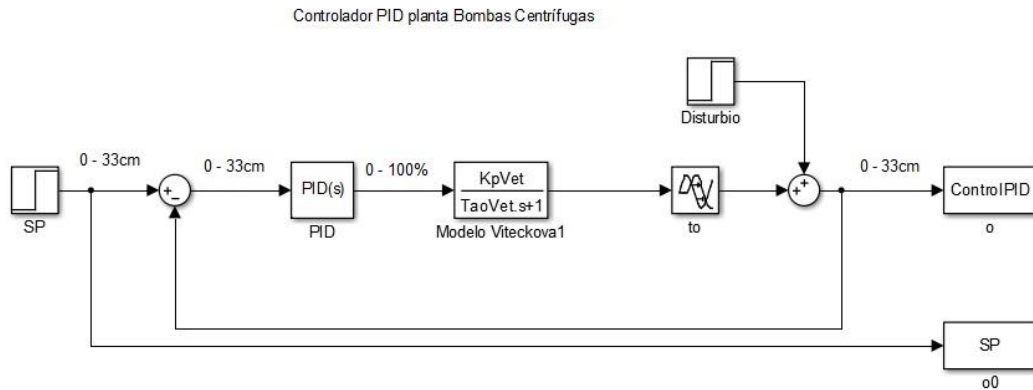 Controlador PID planta Bombas Centrífugas
Disturbio
0 - 33cm
0 - 33cm
0 - 100%
0 - 33cm
+
−
PID(s)
KpVet
TaoVet.s+1
+
+
ControlPID
SP
PID
Modelo Viteckova1
to
o
SP
o0